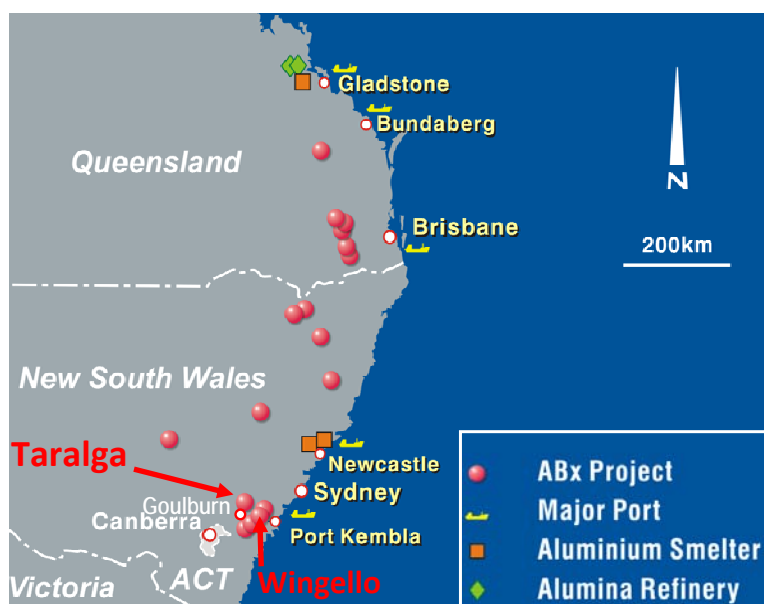 Gladstone
Bundaberg
Queensland
N
Brisbane
200km
New South Wales
Taralga
Newcastle
Goulburn
Sydney
Canberra
Port Kembla
Victoria
ACT
Wingello
ABx Project
Major Port
Aluminium Smelter
Alumina Refinery